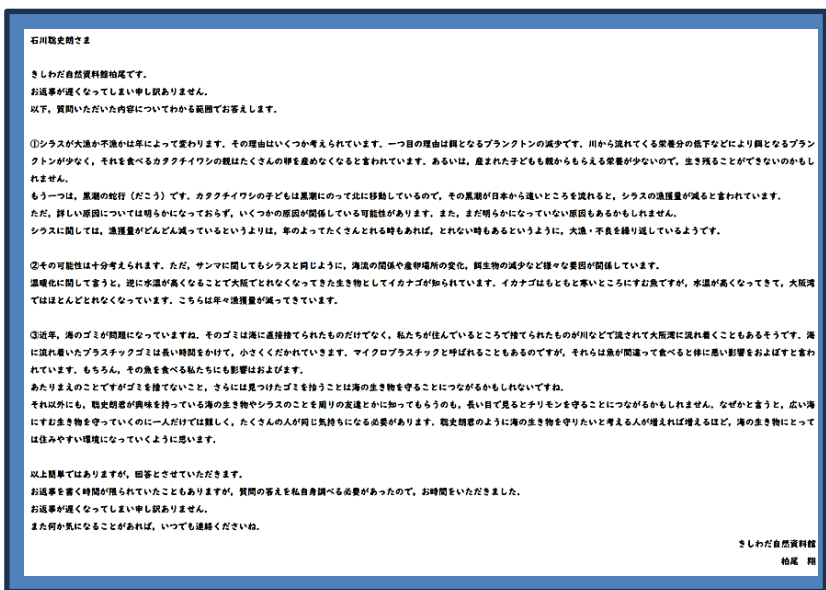 石川聡史朗さま
きしわだ自然資料館柏尾です。
お返事が遅くなってしまい申し訳ありません。
以下，質問いただいた内容についてわかる範囲でお答えします。
①シラスが大漁か不漁かは年によって変わります。その理由はいくつか考えられています。一つ目の理由は餌となるプランクトンの減少です。川から流れてくる栄養分の低下などにより餌となるプラン
クトンが少なく，それを食べるカタクチイワシの親はたくさんの卵を産めなくなると言われています。あるいは，産まれた子どもも親からもらえる栄養が少ないので，生き残ることができないのかもし
れません。
もう一つは，黒潮の蛇行（だこう）です。カタクチイワシの子どもは黒潮にのって北に移動しているので，その黒潮が日本から遠いところを流れると，シラスの漁獲量が減ると言われています。
ただ，詳しい原因については明らかになっておらず，いくつかの原因が関係している可能性があります。また，まだ明らかになっていない原因もあるかもしれません。
シラスに関しては，漁獲量がどんどん減っているというよりは，年のよってたくさんとれる時もあれば，とれない時もあるというように，大漁・不良を繰り返しているようです。
②その可能性は十分考えられます。ただ，サンマに関してもシラスと同じように，海流の関係や産卵場所の変化，餌生物の減少など様々な要因が関係しています。
温暖化に関して言うと，逆に水温が高くなることで大阪でとれなくなってきた生き物としてイカナゴが知られています。イカナゴはもともと寒いところにすむ魚ですが，水温が高くなってきて，大阪湾
ではほとんどとれなくなっています。こちらは年々漁獲量が減ってきています。
③近年，海のゴミが問題になっていますね。そのゴミは海に直接捨てられたものだけでなく，私たちが住んでいるところで捨てられたものが川などで流されて大阪湾に流れ着くこともあるそうです。海
に流れ着いたプラスチックゴミは長い時間をかけて，小さくくだかれていきます。マイクロプラスチックと呼ばれることもあるのですが，それらは魚が間違って食べると体に悪い影響をおよぼすと言わ
れています。もちろん，その魚を食べる私たちにも影響はおよびます。
あたりまえのことですがゴミを捨てないこと，さらには見つけたゴミを拾うことは海の生き物を守ることにつながるかもしれないですね。
それ以外にも，聡史朗君が興味を持っている海の生き物やシラスのことを周りの友達とかに知ってもらうのも，長い目で見るとチリモンを守ることにつながるかもしれません。なぜかと言うと，広い海
にすむ生き物を守っていくのに一人だけでは難しく，たくさんの人が同じ気持ちになる必要があります。聡史朗君のように海の生き物を守りたいと考える人が増えれば増えるほど，海の生き物にとって
は住みやすい環境になっていくように思います。
以上簡単ではありますが，回答とさせていただきます。
お返事を書く時間が限られていたこともありますが，質問の答えを私自身調べる必要があったので，お時間をいただきました。
お返事が遅くなってしまい申し訳ありません。
また何か気になることがあれば，いつでも連絡くださいね。
きしわだ自然資料館
柏尾　翔